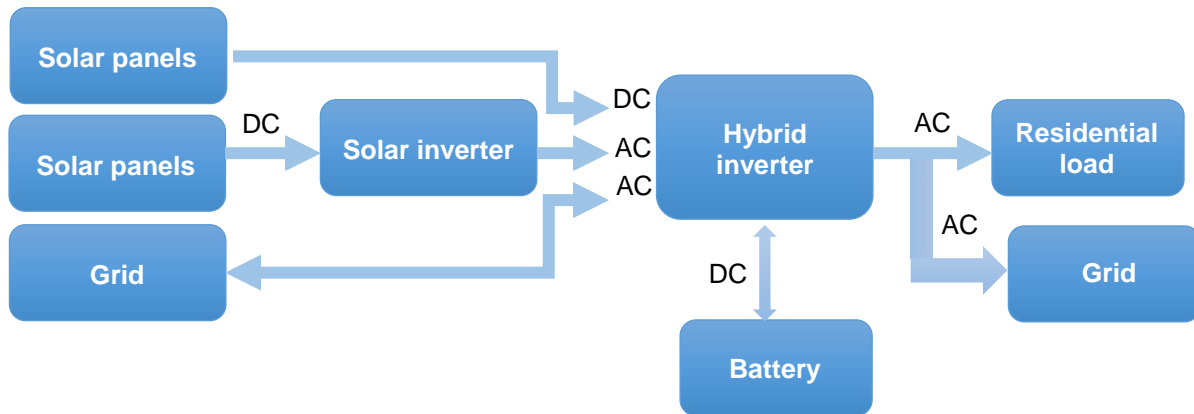 Solar panels
DC
Hybrid
inverter
AC
Residential
load
DC
Solar panels
Solar inverter
AC
AC
Grid
AC
Grid
DC
Battery